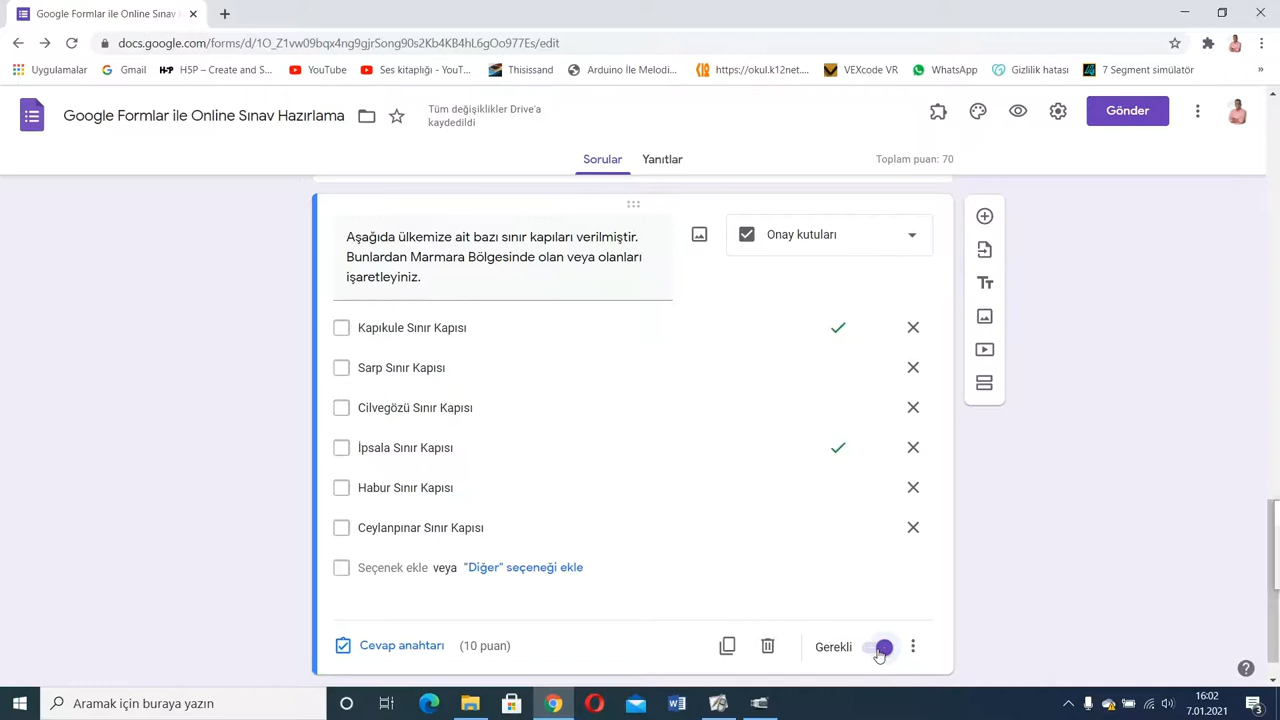 Google Formlar ile Online Sınav H
docs.google.com/forms/d/1O_Z1vw09bqx4ng9gjrSong90s2Kb4KB4hL6gOo977Es/edit
Uygulamalar
Gmail
H5P – Create and S...
YouTube
Ses kitaplığı - YouT...
Thisissand
Arduino İle Melodi...
https://okul.k12net....
VEXcode VR
WhatsApp
Gizlilik hatası
7 Segment simülatör
»
Google Formlar ile Online Sınav Hazırlama
Tüm değişiklikler Drive'a
kaydedildi
Gönder
Sorular
Yanıtlar
Toplam puan: 70
Aşağıda ülkemize ait bazı sınır kapıları verilmiştir.
Bunlardan Marmara Bölgesinde olan veya olanları
işaretleyiniz.
Onay kutuları
Kapıkule Sınır Kapısı
Sarp Sınır Kapısı
Cilvegözü Sınır Kapısı
İpsala Sınır Kapısı
Habur Sınır Kapısı
Ceylanpınar Sınır Kapısı
Seçenek ekle veya "Diğer" seçeneği ekle
Cevap anahtarı
(10 puan)
Gerekli
Aramak için buraya yazın
16:02
7.01.2021
3